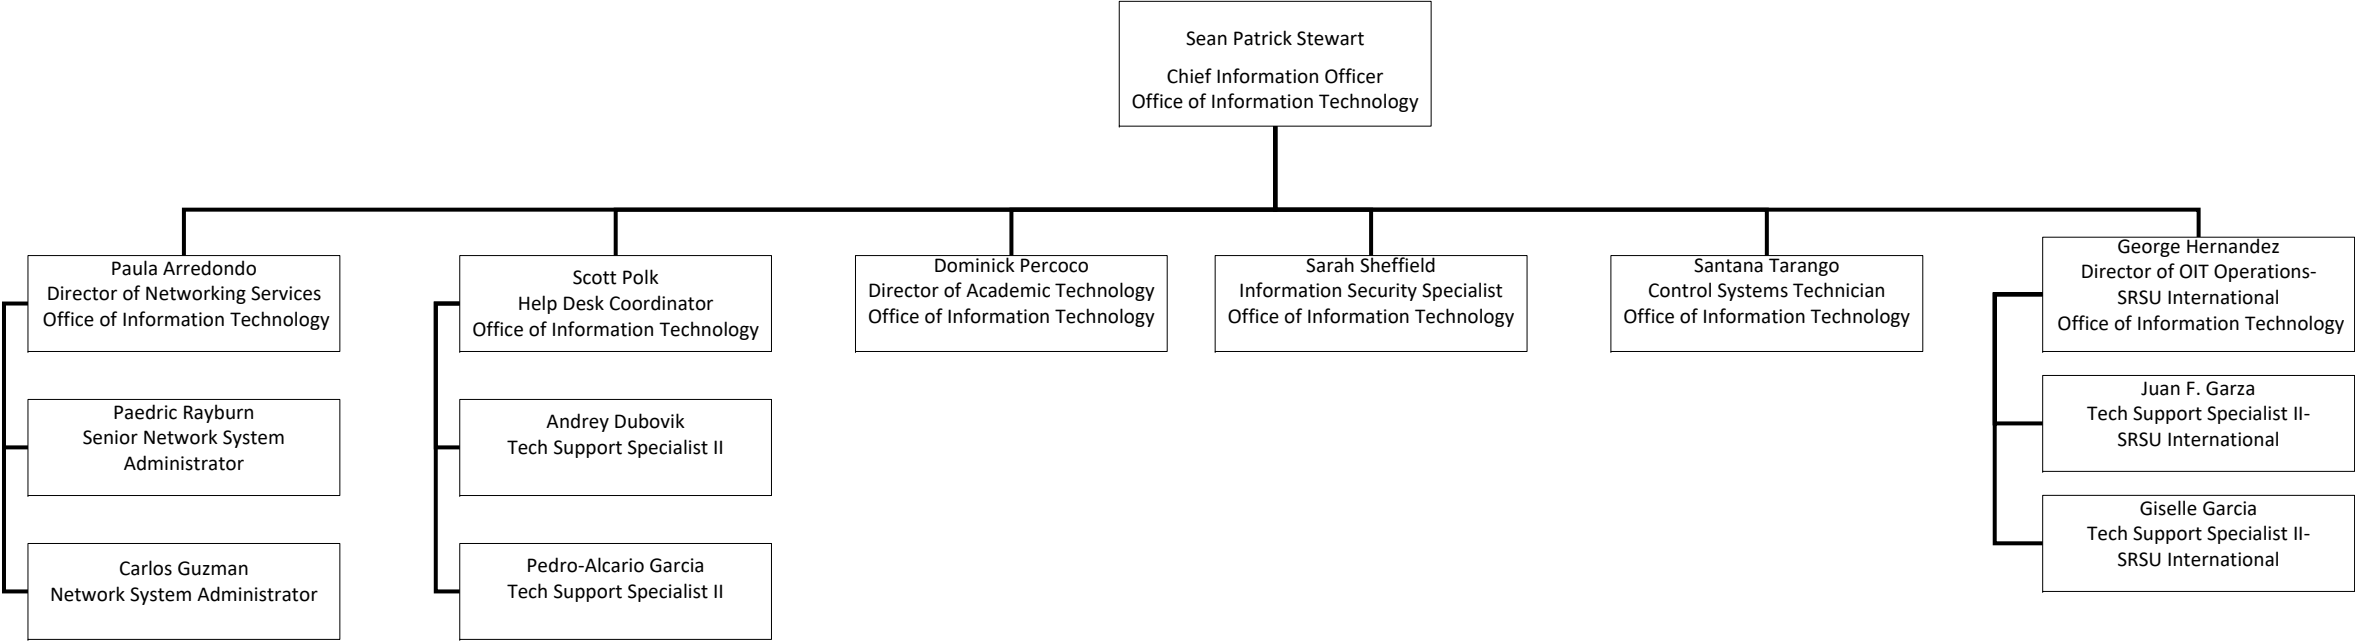 Sean Patrick Stewart
Chief Information Officer
Office of Information Technology
Paula Arredondo
Director of Networking Services
Office of Information Technology
Paedric Rayburn
Senior Network System
Administrator
Carlos Guzman
Network System Administrator
Scott Polk
Help Desk Coordinator
Office of Information Technology
Andrey Dubovik
Tech Support Specialist II
Pedro-Alcario Garcia
Tech Support Specialist II
Dominick Percoco
Director of Academic Technology
Office of Information Technology
Sarah Sheffield
Information Security Specialist
Office of Information Technology
Santana Tarango
Control Systems Technician
Office of Information Technology
George Hernandez
Director of OIT Operations-
SRSU International
Office of Information Technology
Juan F. Garza
Tech Support Specialist II-
SRSU International
Giselle Garcia
Tech Support Specialist II-
SRSU International